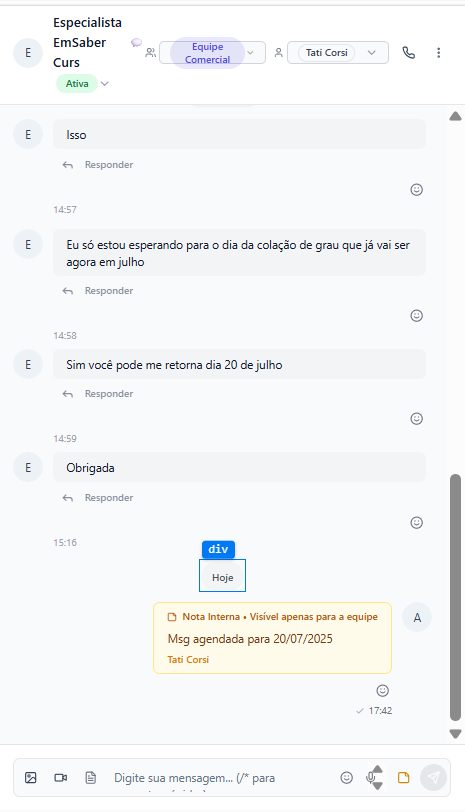 Especialista
EmSaber
Curs
Ativa
Equipe
Comercial
Tati Corsi
E
E
Isso
Responder
14:57
E
Eu só estou esperando para o dia da colação de grau que já vai ser
agora em julho
Responder
14:58
E
Sim você pode me retorna dia 20 de julho
Responder
14:59
E
Obrigada
Responder
15:16
div
Hoje
Nota Interna • Visível apenas para a equipe
Msg agendada para 20/07/2025
Tati Corsi
A
17:42
Digite sua mensagem... (/* para